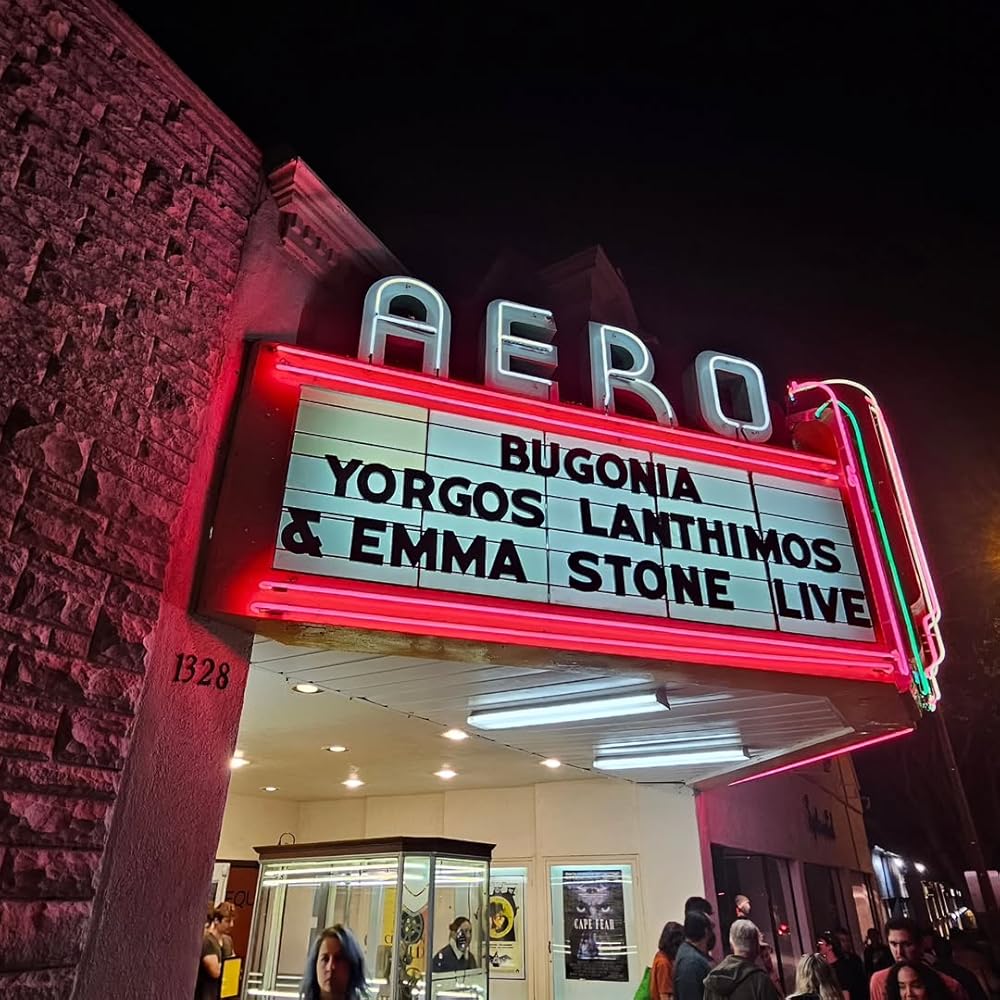 AERO
BUGONIA
YORGOS LANTHIMOS
& EMMA STONE LIVE
1328
CAPE FEAR